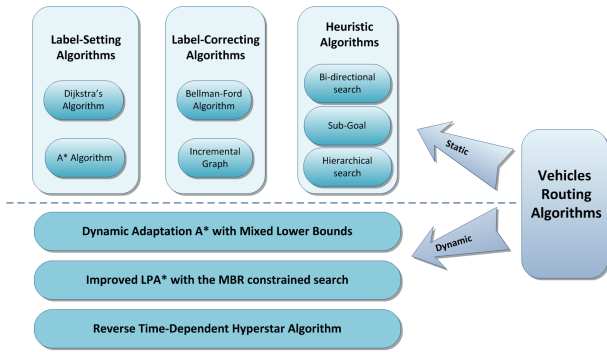 Label-Setting
Algorithms
Dijkstra's
Algorithm
A* Algorithm
Label-Correcting
Algorithms
Bellman-Ford
Algorithm
Incremental
Graph
Heuristic
Algorithms
Bi-directional
search
Sub-Goal
Hierarchical
search
Static
Vehicles
Routing
Algorithms
Dynamic
Dynamic Adaptation A* with Mixed Lower Bounds
Improved LPA* with the MBR constrained search
Reverse Time-Dependent Hyperstar Algorithm